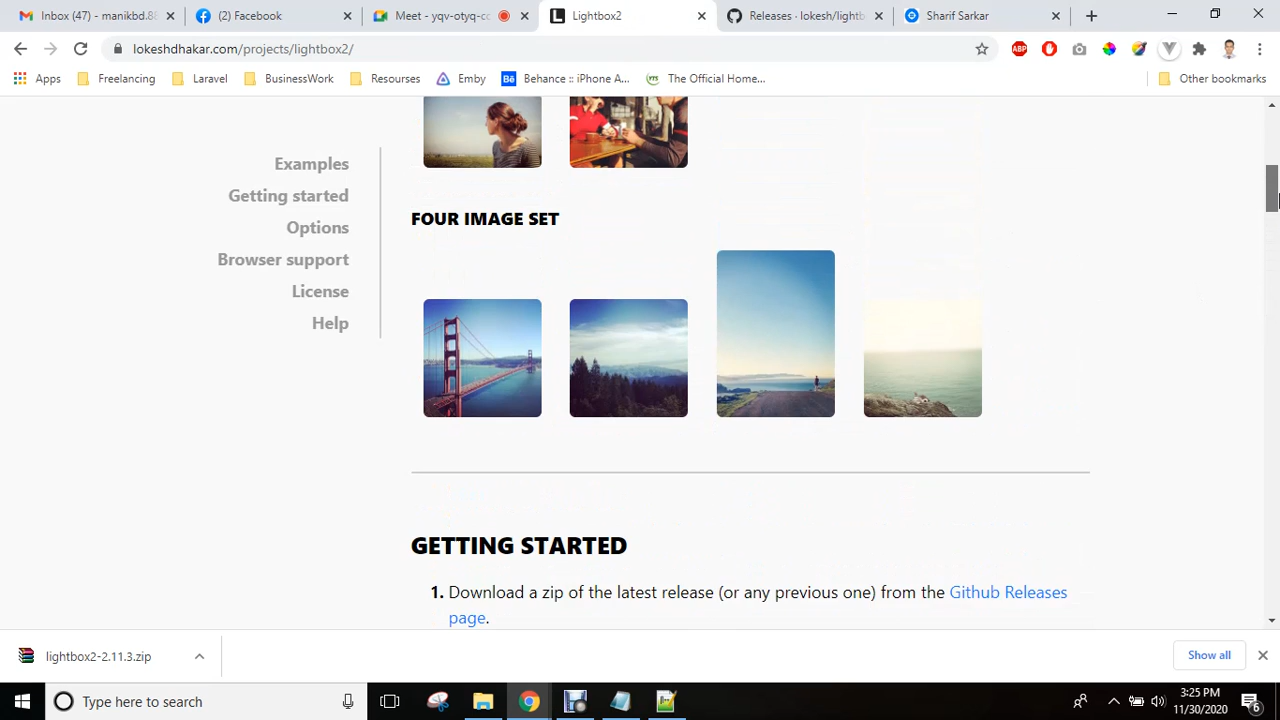 Inbox (47) - manikbd.88
(2) Facebook
Meet - yqv-otyq-cc
Lightbox2
Releases · lokesh/lightb
Sharif Sarkar
lokeshdhakar.com/projects/lightbox2/
ABP
Apps
Freelancing
Laravel
BusinessWork
Resourses
Emby
Behance :: iPhone A...
The Official Home...
Other bookmarks
Examples
Getting started
Options
Browser support
License
Help
FOUR IMAGE SET
GETTING STARTED
1. Download a zip of the latest release (or any previous one) from the Github Releases
page.
lightbox2-2.11.3.zip
Show all
Type here to search
3:25 PM
11/30/2020
6